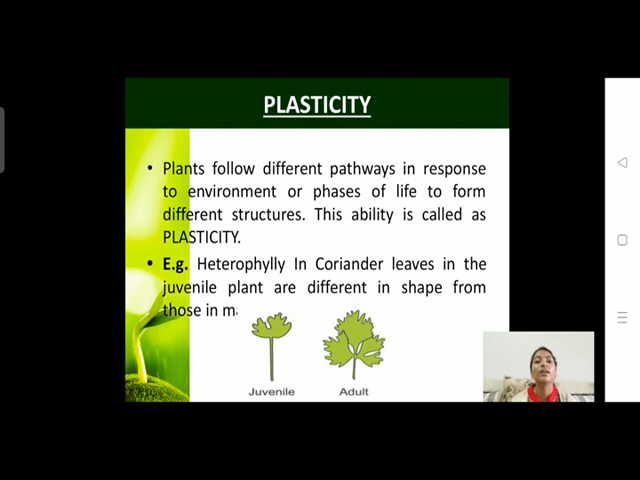 PLASTICITY
• Plants follow different pathways in response
to environment or phases of life to form
different structures. This ability is called as
PLASTICITY.
• E.g. Heterophylly In Coriander leaves in the
juvenile plant are different in shape from
those in
Juvenile Adult